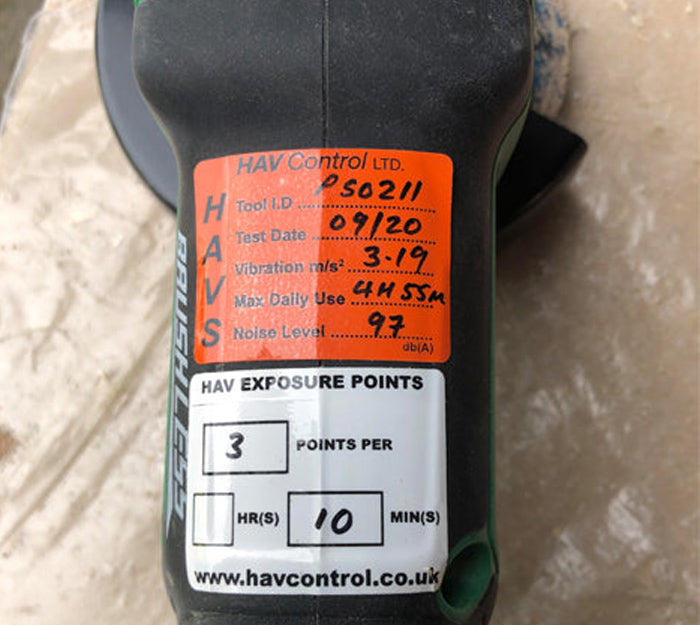 HAV Control LTD.
HAVS
Tool I.D PS0211
Test Date 09/20
Vibration m/s² 3.19
Max Daily Use 4H 55M
Noise Level 97
db(A)
BRUSHLESS
HAV EXPOSURE POINTS
3 POINTS PER
HR(S) 10 MIN(S)
www.havcontrol.co.uk